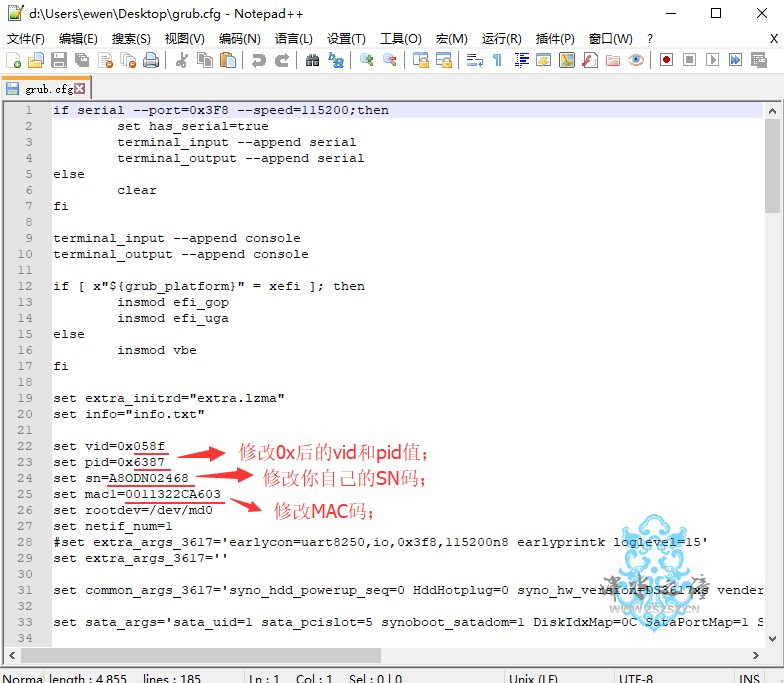 d:\Users\ewen\Desktop\grub.cfg - Notepad++
文件(F) 编辑(E) 搜索(S) 视图(V) 编码(N) 语言(L) 设置(T) 工具(O) 宏(M) 运行(R) 插件(P) 窗口(W) ? X
grub.cfg
1 if serial --port=0x3F8 --speed=115200;then
2 set has_serial=true
3 terminal_input --append serial
4 terminal_output --append serial
5 else
6 clear
7 fi
8
9 terminal_input --append console
10 terminal_output --append console
11
12 if [ x"${grub_platform}" = xefi ]; then
13 insmod efi_gop
14 insmod efi_uga
15 else
16 insmod vbe
17 fi
18
19 set extra_initrd="extra.lzma"
20 set info="info.txt"
21
22 set vid=0x058f
修改0x后的vid和pid值;
23 set pid=0x6387
24 set sn=A8ODN02468
修改你自己的SN码;
25 set mac1=0011322CA603
修改MAC码;
26 set rootdev=/dev/md0
27 set netif_num=1
28 #set extra_args_3617='earlycon=uart8250,io,0x3f8,115200n8 earlyprintk loglevel=15'
29 set extra_args_3617=''
30
31 set common_args_3617='syno_hdd_powerup_seq=0 HddHotplug=0 syno_hw_version=DS3617xs vender
32
33 set sata_args='sata_uid=1 sata_pcislot=5 synoboot_satadom=1 DiskIdxMap=0C SataPortMap=1 S
34
WWW.ZSZSZ.CN
Norma length : 4,855 lines : 185 Ln : 1 Col : 1 Sel : 0 | 0 Unix (LF) UTF-8 INS